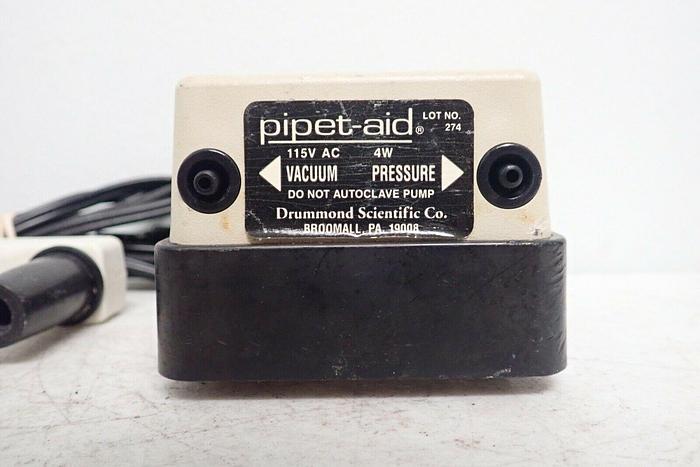 pipet-aid®
LOT NO.
274
115V AC 4W
VACUUM PRESSURE
DO NOT AUTOCLAVE PUMP
Drummond Scientific Co.
BROOMALL, PA. 19008